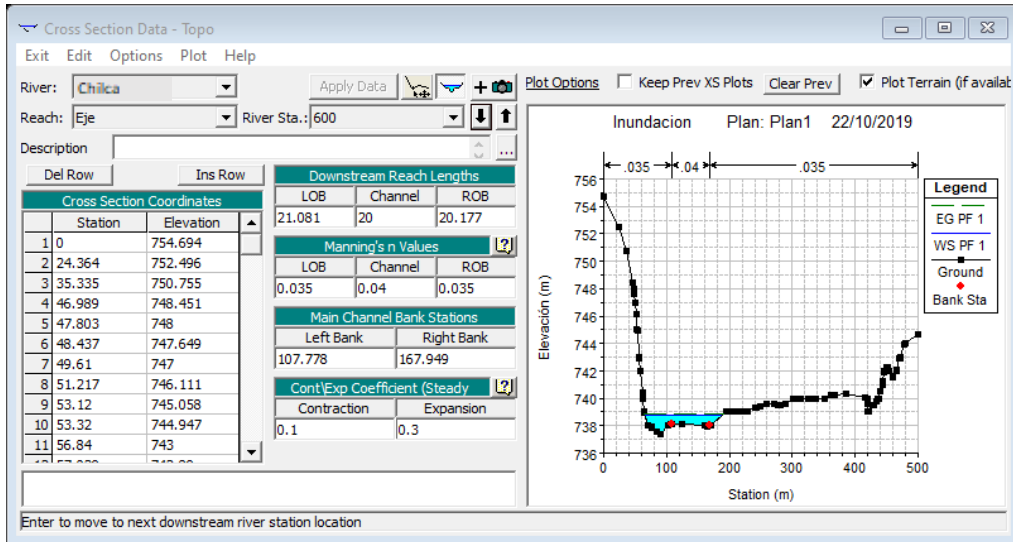 Cross Section Data - Topo
Exit Edit Options Plot Help
River: Chilca Apply Data + Plot Options Keep Prev XS Plots Clear Prev Plot Terrain (if availab
Reach: Eje River Sta.: 600
Description ...
Del Row Ins Row
Cross Section Coordinates
Station Elevation
1 0 754.694
2 24.364 752.496
3 35.335 750.755
4 46.989 748.451
5 47.803 748
6 48.437 747.649
7 49.61 747
8 51.217 746.111
9 53.12 745.058
10 53.32 744.947
11 56.84 743
Downstream Reach Lengths
LOB Channel ROB
21.081 20 20.177
Manning's n Values
LOB Channel ROB
0.035 0.04 0.035
Main Channel Bank Stations
Left Bank Right Bank
107.778 167.949
Cont\Exp Coefficient (Steady
Contraction Expansion
0.1 0.3
Inundacion Plan: Plan1 22/10/2019
.035 .04 .035
756
754
752
750
748
746
744
742
740
738
736
Elevación (m)
0 100 200 300 400 500
Station (m)
Legend
EG PF 1
WS PF 1
Ground
Bank Sta
Enter to move to next downstream river station location